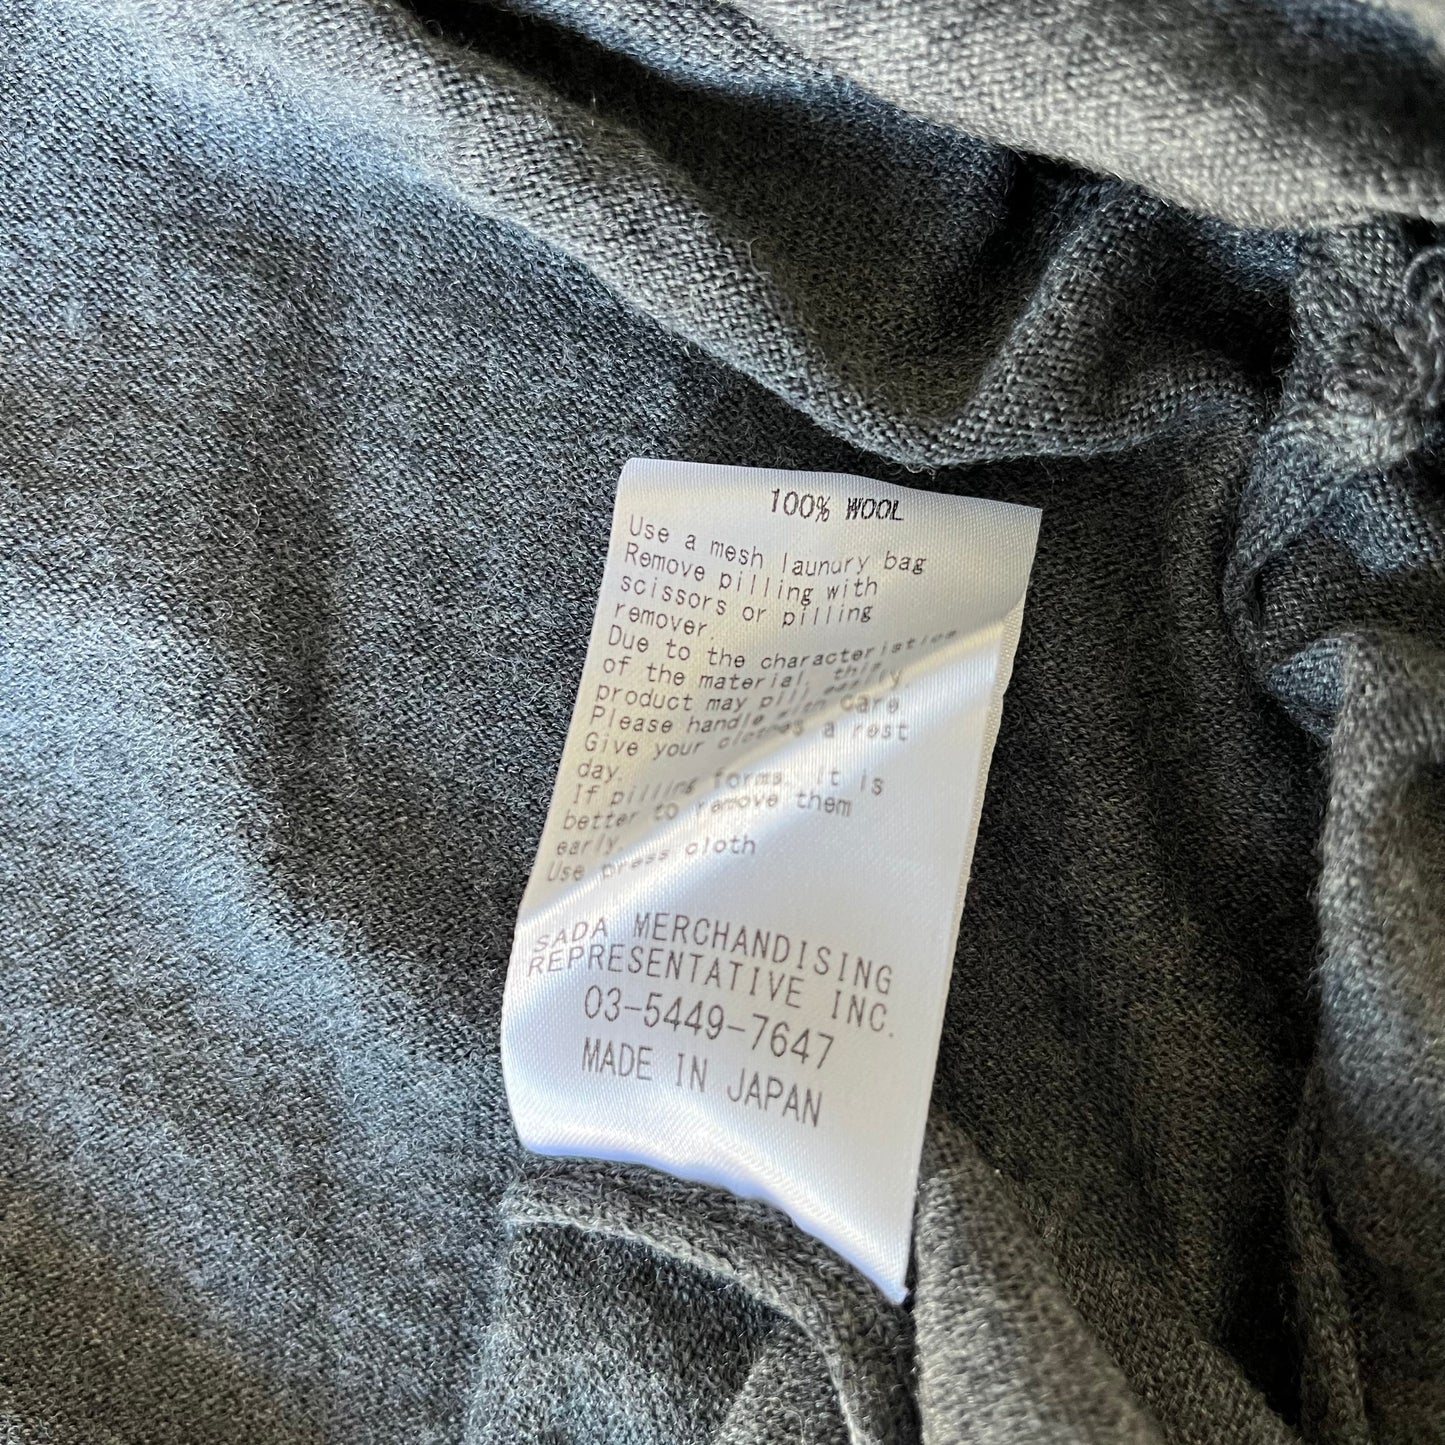 100% WOOL
Use a mesh launury bag
Remove pilling with
scissors or pilling
remover.
Due to the characteristics
of the material, this
product may pill easily
Please handle with care
Give your clothes a rest
day.
If pilling forms, it is
better to remove them
early.
Use press cloth
SADA MERCHANDISING
REPRESENTATIVE INC.
03-5449-7647
MADE IN JAPAN